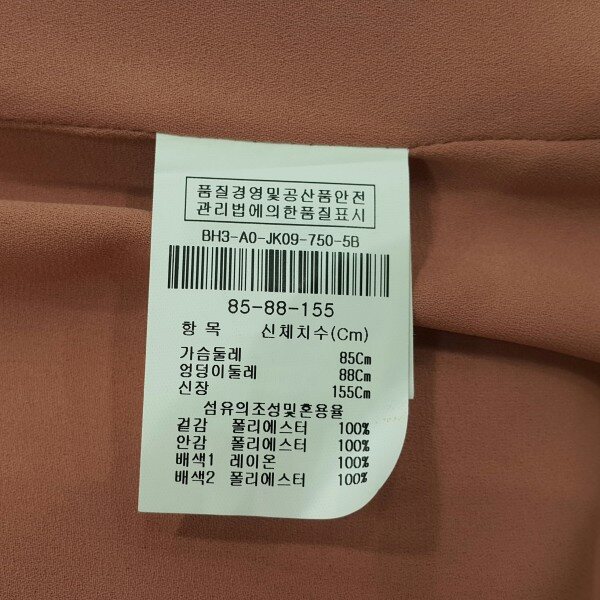 품질경영및공산품안전
관리법에의한품질표시
BH3-A0-JK09-750-5B
85-88-155
항 목 신체치수(Cm)
가슴둘레 85Cm
엉덩이둘레 88Cm
신장 155Cm
섬유의조성및혼용율
겉감 폴리에스터 100%
안감 폴리에스터 100%
배색1 레이온 100%
배색2 폴리에스터 100%